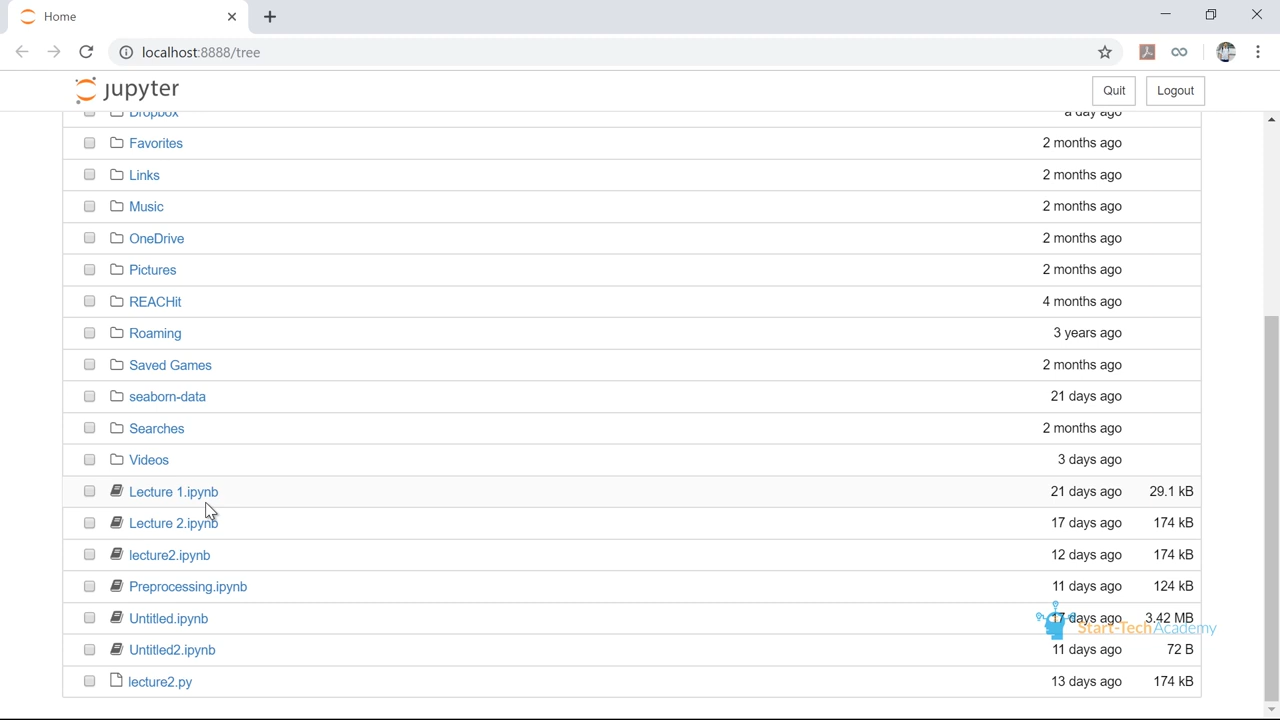 Home
localhost:8888/tree
jupyter Quit Logout
Dropbox a day ago
Favorites 2 months ago
Links 2 months ago
Music 2 months ago
OneDrive 2 months ago
Pictures 2 months ago
REACHit 4 months ago
Roaming 3 years ago
Saved Games 2 months ago
seaborn-data 21 days ago
Searches 2 months ago
Videos 3 days ago
Lecture 1.ipynb 21 days ago 29.1 kB
Lecture 2.ipynb 17 days ago 174 kB
lecture2.ipynb 12 days ago 174 kB
Preprocessing.ipynb 11 days ago 124 kB
Untitled.ipynb 17 days ago 3.42 MB
Start-Tech Academy
Untitled2.ipynb 11 days ago 72 B
lecture2.py 13 days ago 174 kB